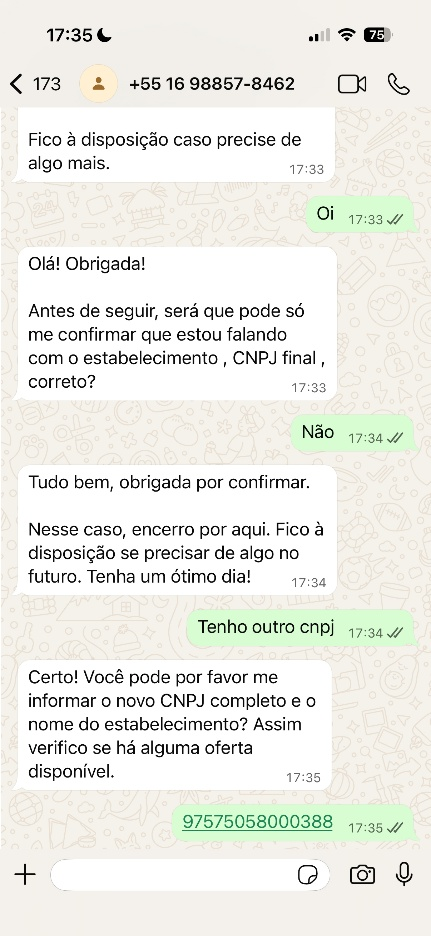 17:35
75
173
+55 16 98857-8462
Fico à disposição caso precise de
algo mais.
17:33
Oi
17:33
Olá! Obrigada!
Antes de seguir, será que pode só
me confirmar que estou falando
com o estabelecimento , CNPJ final ,
correto?
17:33
Não
17:34
Tudo bem, obrigada por confirmar.
Nesse caso, encerro por aqui. Fico à
disposição se precisar de algo no
futuro. Tenha um ótimo dia!
17:34
Tenho outro cnpj
17:34
Certo! Você pode por favor me
informar o novo CNPJ completo e o
nome do estabelecimento? Assim
verifico se há alguma oferta
disponível.
17:35
97575058000388
17:35